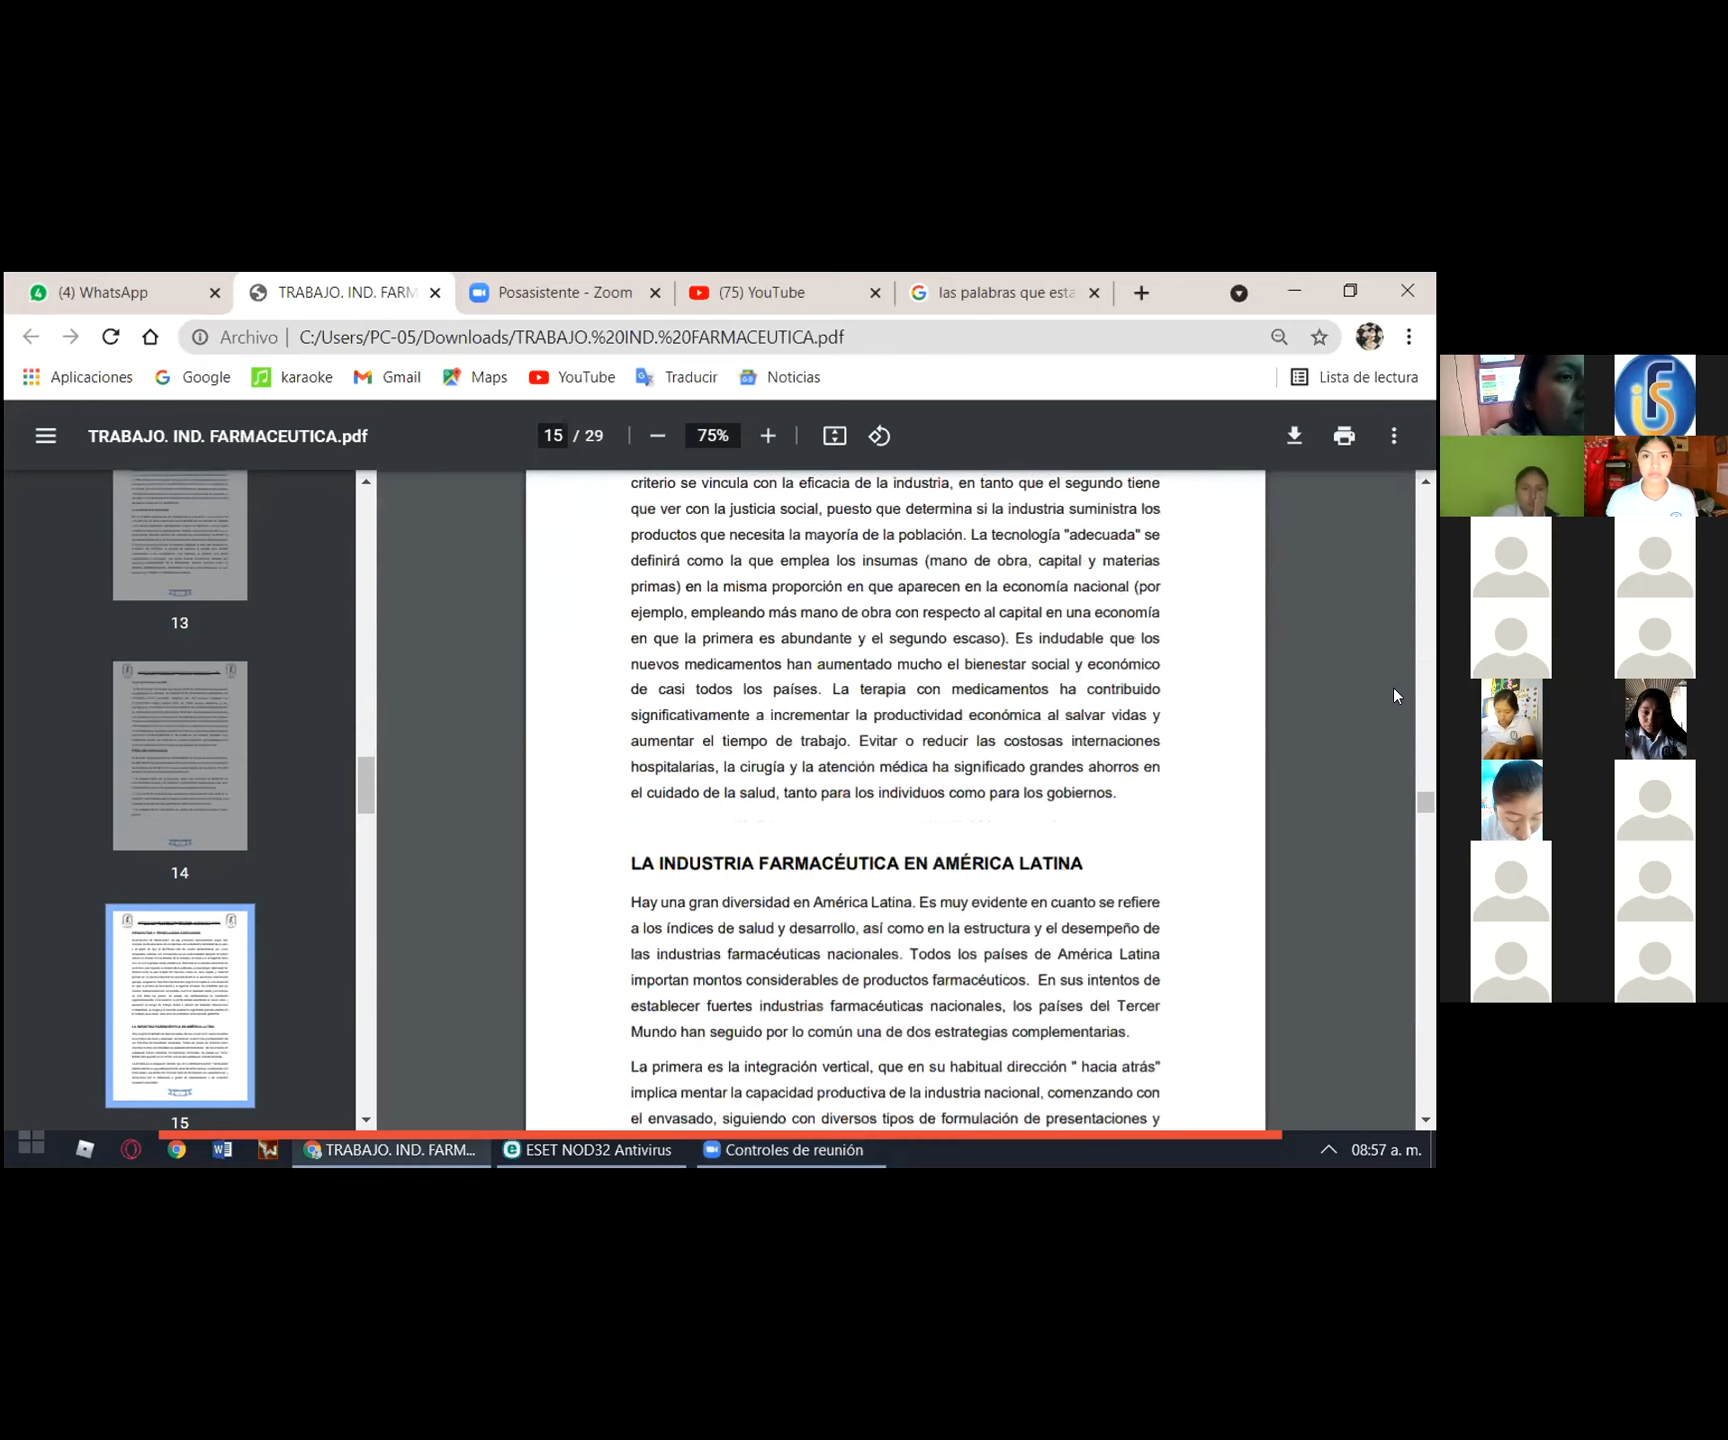 (4) WhatsApp
TRABAJO. IND. FARM
Posasistente - Zoom
(75) YouTube
las palabras que esta
Archivo
C:/Users/PC-05/Downloads/TRABAJO.%20IND.%20FARMACEUTICA.pdf
Aplicaciones
Google
karaoke
Gmail
Maps
YouTube
Traducir
Noticias
Lista de lectura
TRABAJO. IND. FARMACEUTICA.pdf
15 / 29
75%
13
14
15
criterio se vincula con la eficacia de la industria, en tanto que el segundo tiene
que ver con la justicia social, puesto que determina si la industria suministra los
productos que necesita la mayoría de la población. La tecnología "adecuada" se
definirá como la que emplea los insumas (mano de obra, capital y materias
primas) en la misma proporción en que aparecen en la economía nacional (por
ejemplo, empleando más mano de obra con respecto al capital en una economía
en que la primera es abundante y el segundo escaso). Es indudable que los
nuevos medicamentos han aumentado mucho el bienestar social y económico
de casi todos los países. La terapia con medicamentos ha contribuido
significativamente a incrementar la productividad económica al salvar vidas y
aumentar el tiempo de trabajo. Evitar o reducir las costosas internaciones
hospitalarias, la cirugía y la atención médica ha significado grandes ahorros en
el cuidado de la salud, tanto para los individuos como para los gobiernos.
LA INDUSTRIA FARMACÉUTICA EN AMÉRICA LATINA
Hay una gran diversidad en América Latina. Es muy evidente en cuanto se refiere
a los índices de salud y desarrollo, así como en la estructura y el desempeño de
las industrias farmacéuticas nacionales. Todos los países de América Latina
importan montos considerables de productos farmacéuticos. En sus intentos de
establecer fuertes industrias farmacéuticas nacionales, los países del Tercer
Mundo han seguido por lo común una de dos estrategias complementarias.
La primera es la integración vertical, que en su habitual dirección " hacia atrás"
implica mentar la capacidad productiva de la industria nacional, comenzando con
el envasado, siguiendo con diversos tipos de formulación de presentaciones y
TRABAJO. IND. FARM...
ESET NOD32 Antivirus
Controles de reunión
08:57 a. m.